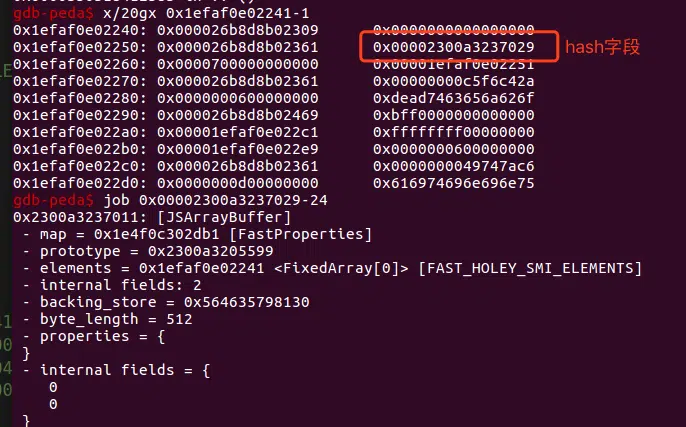 gdb-peda$ x/20gx 0x1efaf0e02241-1
0x1efaf0e02240: 0x000026b8d8b02309 0x0000000000000000
0x1efaf0e02250: 0x000026b8d8b02361 0x00002300a3237029 hash字段
0x1efaf0e02260: 0x0000700000000000 0x00001efaf0e02251
0x1efaf0e02270: 0x000026b8d8b02361 0x00000000c5f6c42a
0x1efaf0e02280: 0x0000000600000000 0xdead7463656a626f
0x1efaf0e02290: 0x000026b8d8b02469 0xbff0000000000000
0x1efaf0e022a0: 0x00001efaf0e022c1 0xffffffff00000000
0x1efaf0e022b0: 0x00001efaf0e022e9 0x0000000600000000
0x1efaf0e022c0: 0x000026b8d8b02361 0x0000000049747ac6
0x1efaf0e022d0: 0x0000000d00000000 0x616974696e696e75
gdb-peda$ job 0x00002300a3237029-24
0x2300a3237011: [JSArrayBuffer]
- map = 0x1e4f0c302db1 [FastProperties]
- prototype = 0x2300a3205599
- elements = 0x1efaf0e02241 <FixedArray[0]> [FAST_HOLEY_SMI_ELEMENTS]
- internal fields: 2
- backing_store = 0x564635798130
- byte_length = 512
- properties = {
}
- internal fields = {
0
0
}